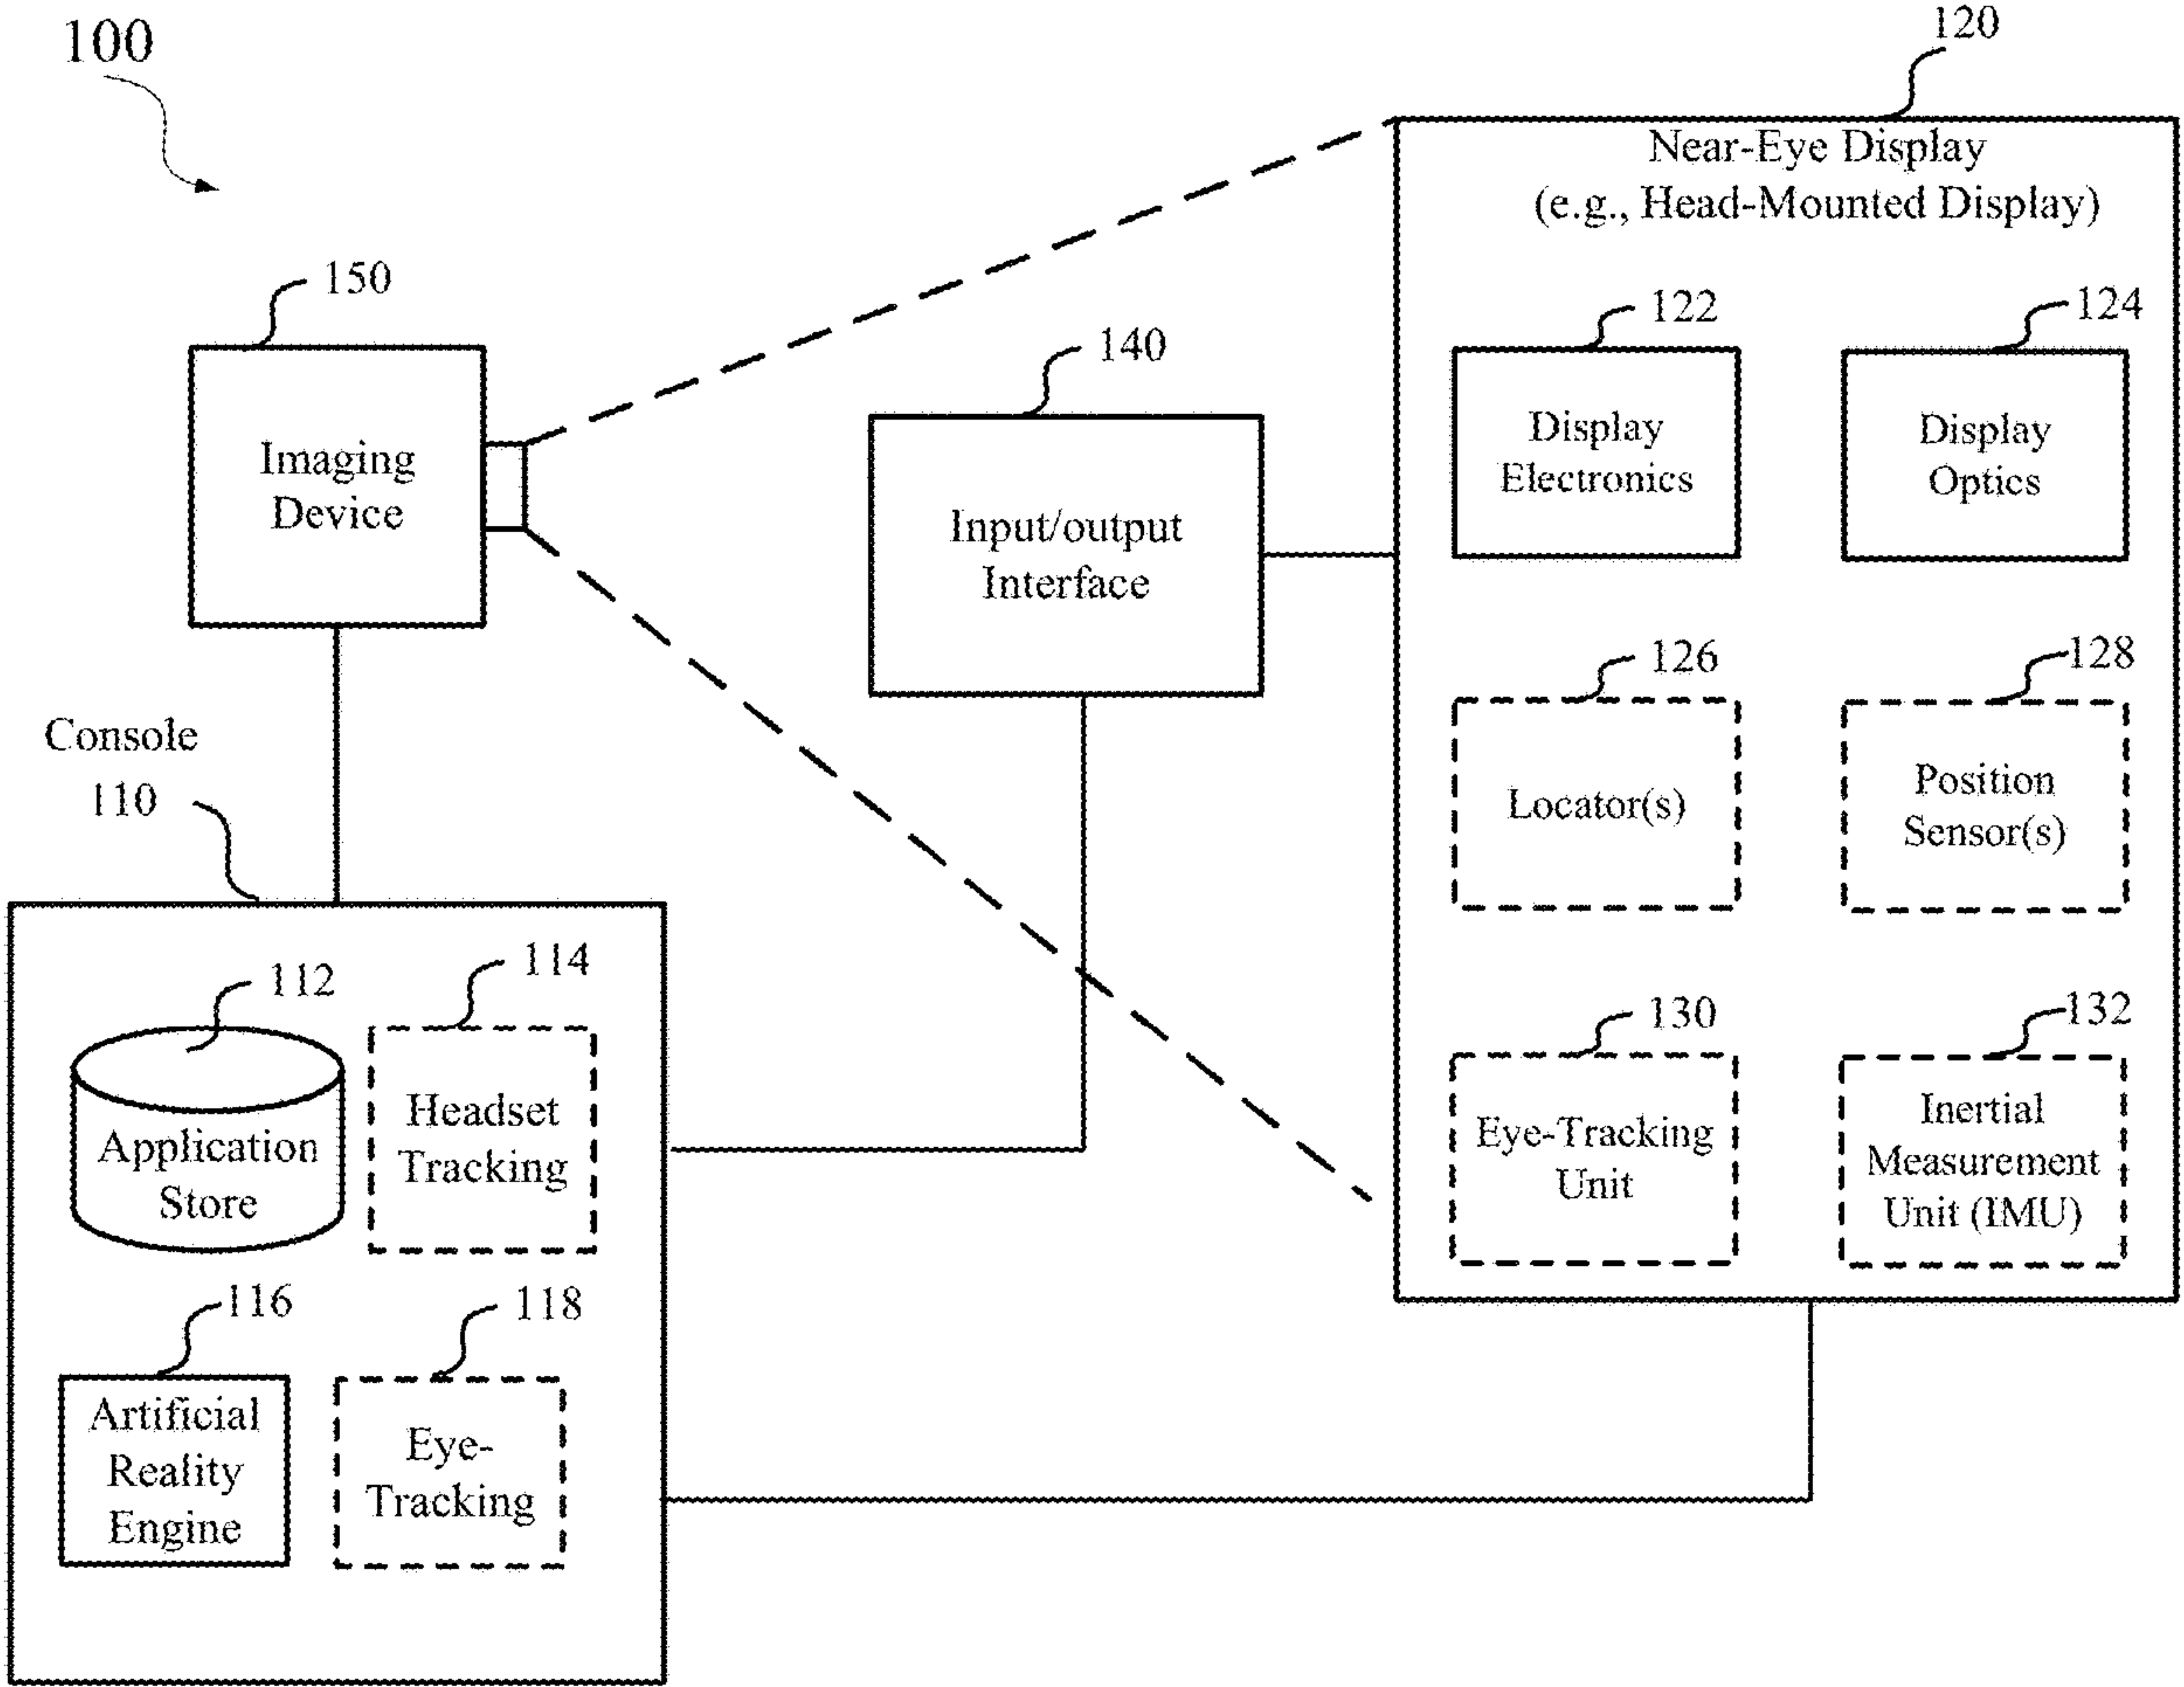 100
120
Near-Eye Display
(e.g., Head-Mounted Display)
150
Imaging
Device
140
Input/output
Interface
122
Display
Electronics
124
Display
Optics
126
Locator(s)
128
Position
Sensor(s)
130
Eye-Tracking
Unit
132
Inertial
Measurement
Unit (IMU)
Console
110
112
Application
Store
114
Headset
Tracking
116
Artificial
Reality
Engine
118
Eye-
Tracking